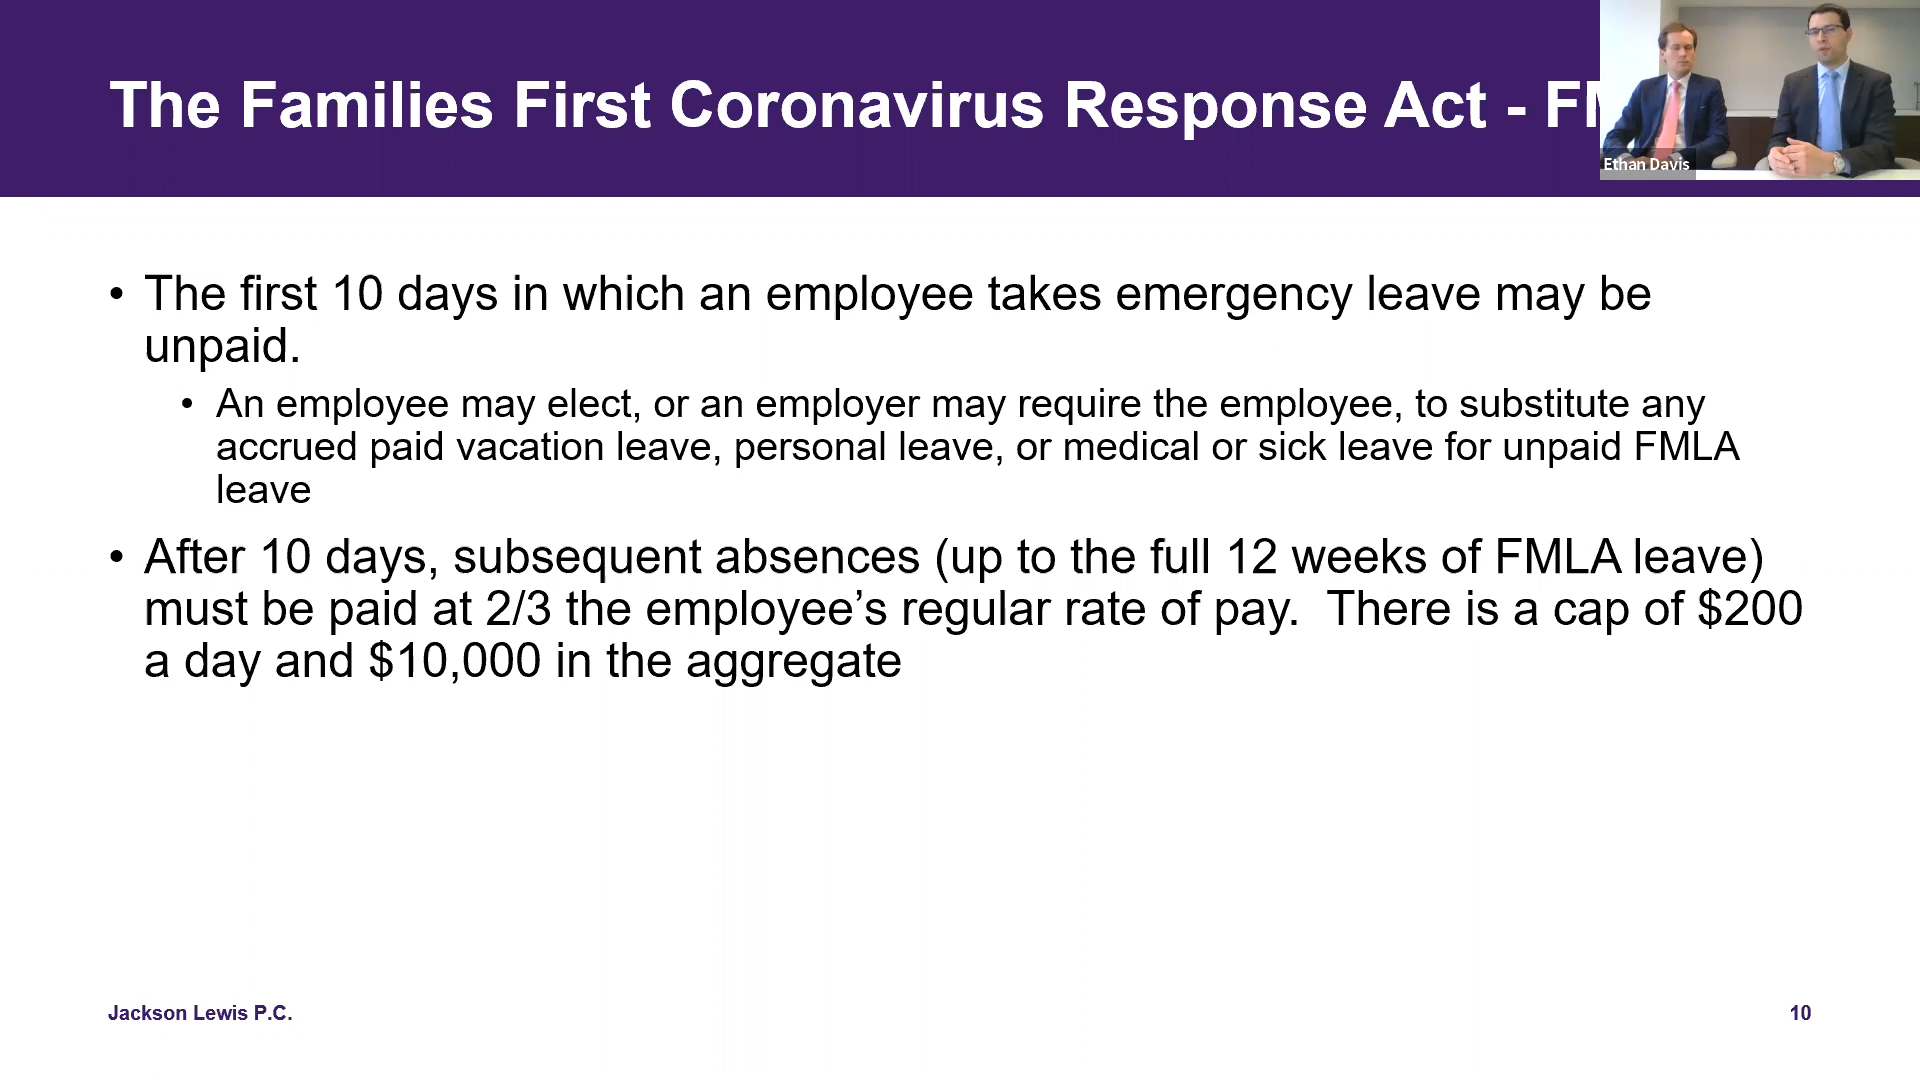 The Families First Coronavirus Response Act - FM
Ethan Davis
• The first 10 days in which an employee takes emergency leave may be
unpaid.
• An employee may elect, or an employer may require the employee, to substitute any
accrued paid vacation leave, personal leave, or medical or sick leave for unpaid FMLA
leave
• After 10 days, subsequent absences (up to the full 12 weeks of FMLA leave)
must be paid at 2/3 the employee’s regular rate of pay.  There is a cap of $200
a day and $10,000 in the aggregate
Jackson Lewis P.C.
10